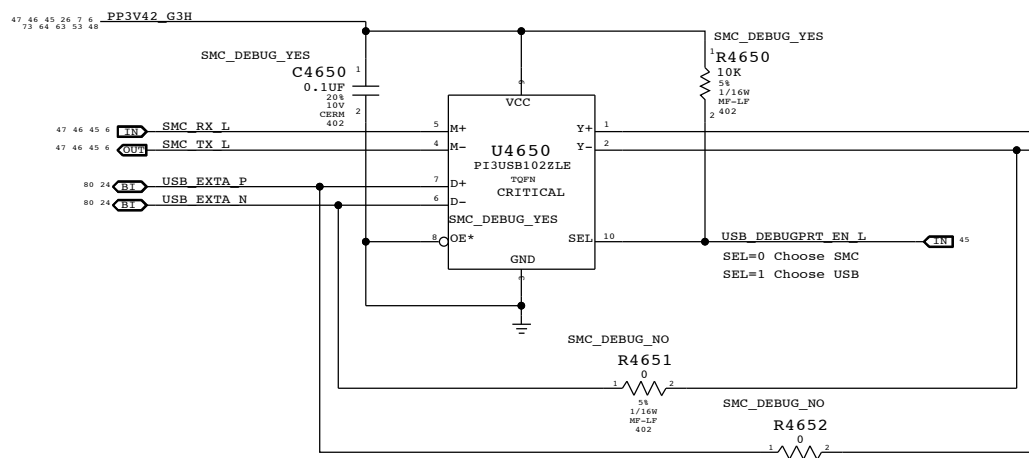 47 46 45 26 7 6
73 64 63 53 48
PP3V42_G3H
SMC_DEBUG_YES
C4650
1
0.1UF
20%
10V
CERM
402
2
SMC_DEBUG_YES
1
R4650
10K
5%
1/16W
MF-LF
402
2
9
VCC
47 46 45 6 IN SMC_RX_L 5 M+ Y+ 1
47 46 45 6 OUT SMC_TX_L 4 M- Y- 2
U4650
PI3USB102ZLE
TQFN
CRITICAL
80 24 BI USB_EXTA_P 7 D+
80 24 BI USB_EXTA_N 6 D-
SMC_DEBUG_YES
8 OE* SEL 10 USB_DEBUGPRT_EN_L IN 45
SEL=0 Choose SMC
SEL=1 Choose USB
GND
3
SMC_DEBUG_NO
R4651
1 0 2
5%
1/16W
MF-LF
402
SMC_DEBUG_NO
R4652
1 0 2